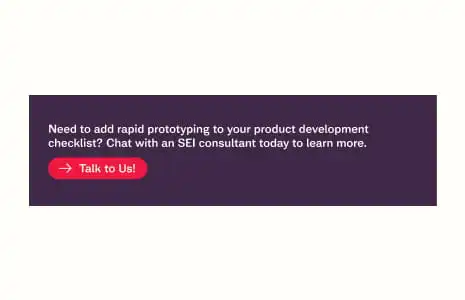 Need to add rapid prototyping to your product development
checklist? Chat with an SEI consultant today to learn more.
Talk to Us!